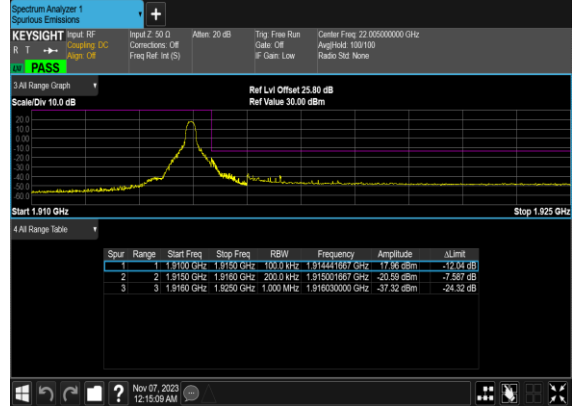 Spectrum Analyzer 1
Spurious Emissions
+
KEYSIGHT Input: RF Input Z: 50 Ω Atten: 20 dB Trig: Free Run Center Freq: 22.005000000 GHz
R T Coupling: DC Corrections: Off Gate: Off Avg|Hold: 100/100
Align: Off Freq Ref: Int (S) IF Gain: Low Radio Std: None
LW PASS
3 All Range Graph
Ref Lvl Offset 25.80 dB
Scale/Div 10.0 dB Ref Value 30.00 dBm
20.0
10.0
0.00
-10.0
-20.0
-30.0
-40.0
-50.0
-60.0
Start 1.910 GHz Stop 1.925 GHz
4 All Range Table
Spur Range Start Freq Stop Freq RBW Frequency Amplitude ΔLimit
1 1 1.9100 GHz 1.9150 GHz 100.0 kHz 1.914441667 GHz 17.96 dBm -12.04 dB
2 2 1.9150 GHz 1.9160 GHz 200.0 kHz 1.915001667 GHz -20.59 dBm -7.587 dB
3 3 1.9160 GHz 1.9250 GHz 1.000 MHz 1.916030000 GHz -37.32 dBm -24.32 dB
? Nov 07, 2023
12:15:09 AM